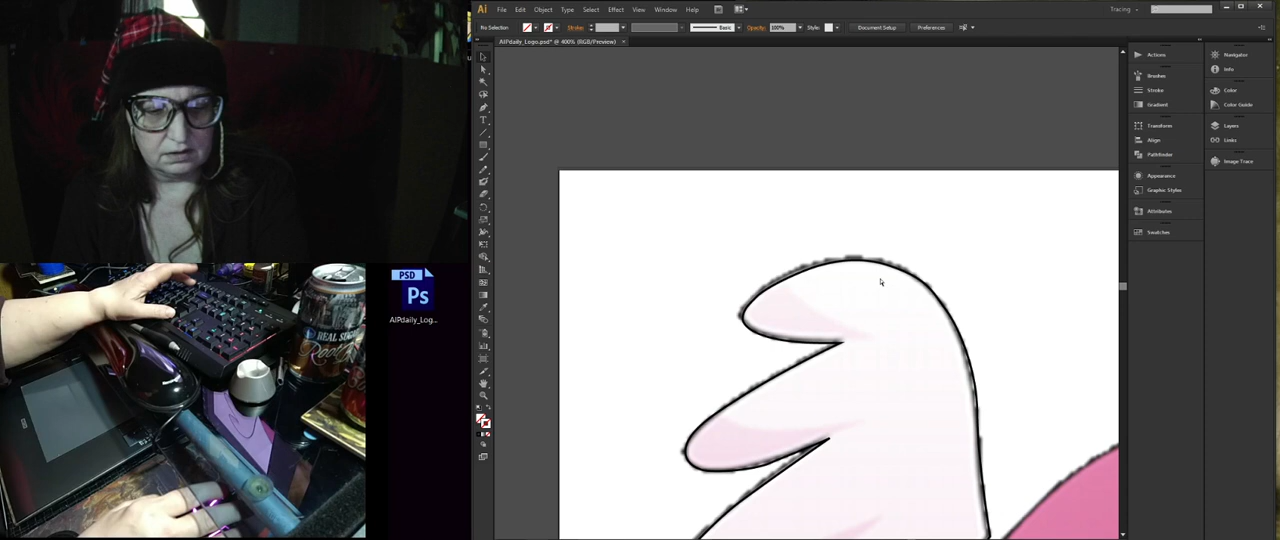 Ai File Edit Object Type Select Effect View Window Help
Tracing
No Selection
Stroke:
Basic
Opacity: 100%
Style:
Document Setup
Preferences
AIPdaily_Logo.psd* @ 400% (RGB/Preview)
Actions
Brushes
Stroke
Gradient
Transform
Align
Pathfinder
Appearance
Graphic Styles
Attributes
Swatches
Navigator
Info
Color
Color Guide
Layers
Links
Image Trace
PSD
Ps
AIPdaily_Log...
REAL SUGAR
Root